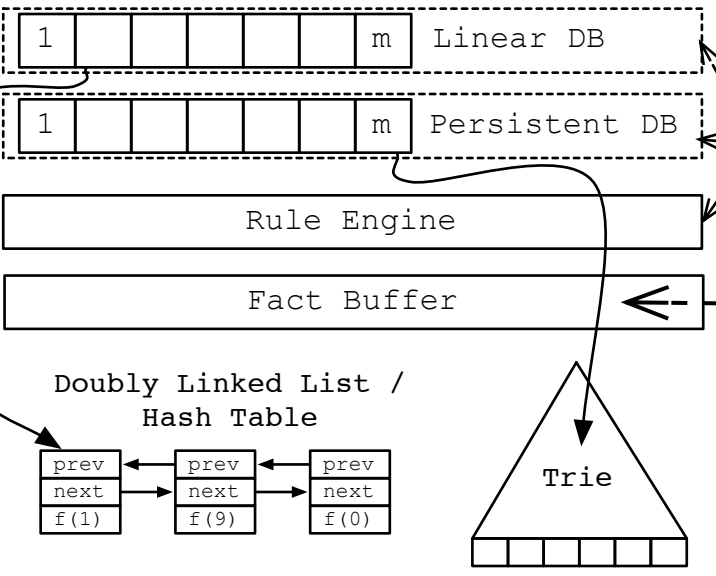 1 m Linear DB
1 m Persistent DB
Rule Engine
Fact Buffer
Doubly Linked List /
Hash Table
prev prev prev
next next next
f(1) f(9) f(0)
Trie